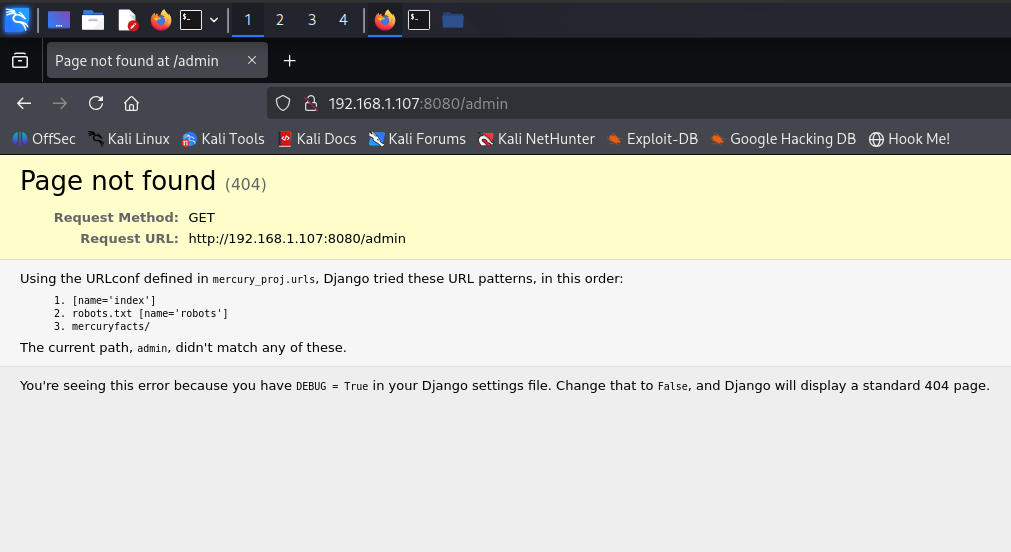 1 2 3 4
Page not found at /admin
192.168.1.107:8080/admin
OffSec Kali Linux Kali Tools Kali Docs Kali Forums Kali NetHunter Exploit-DB Google Hacking DB Hook Me!
Page not found (404)
Request Method: GET
Request URL: http://192.168.1.107:8080/admin
Using the URLconf defined in mercury_proj.urls, Django tried these URL patterns, in this order:
1. [name='index']
2. robots.txt [name='robots']
3. mercuryfacts/
The current path, admin, didn't match any of these.
You're seeing this error because you have DEBUG = True in your Django settings file. Change that to False, and Django will display a standard 404 page.